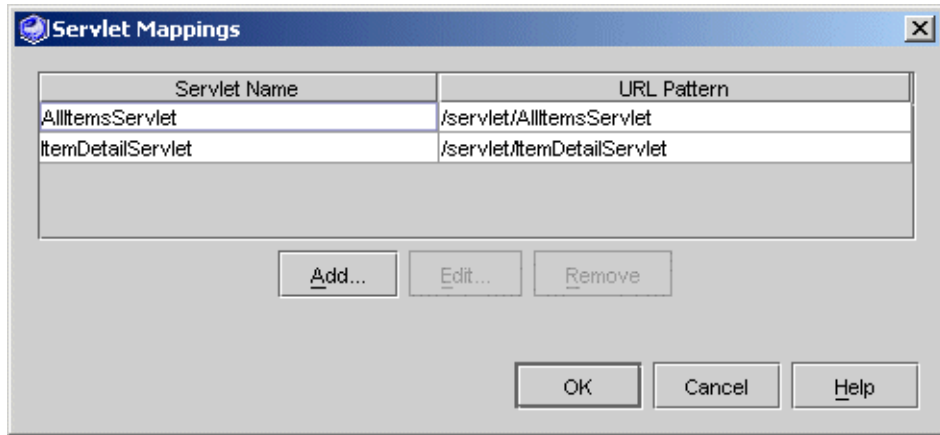 Servlet Mappings
Servlet Name URL Pattern
AllItemsServlet /servlet/AllItemsServlet
ItemDetailServlet /servlet/ItemDetailServlet
Add... Edit... Remove
OK Cancel Help